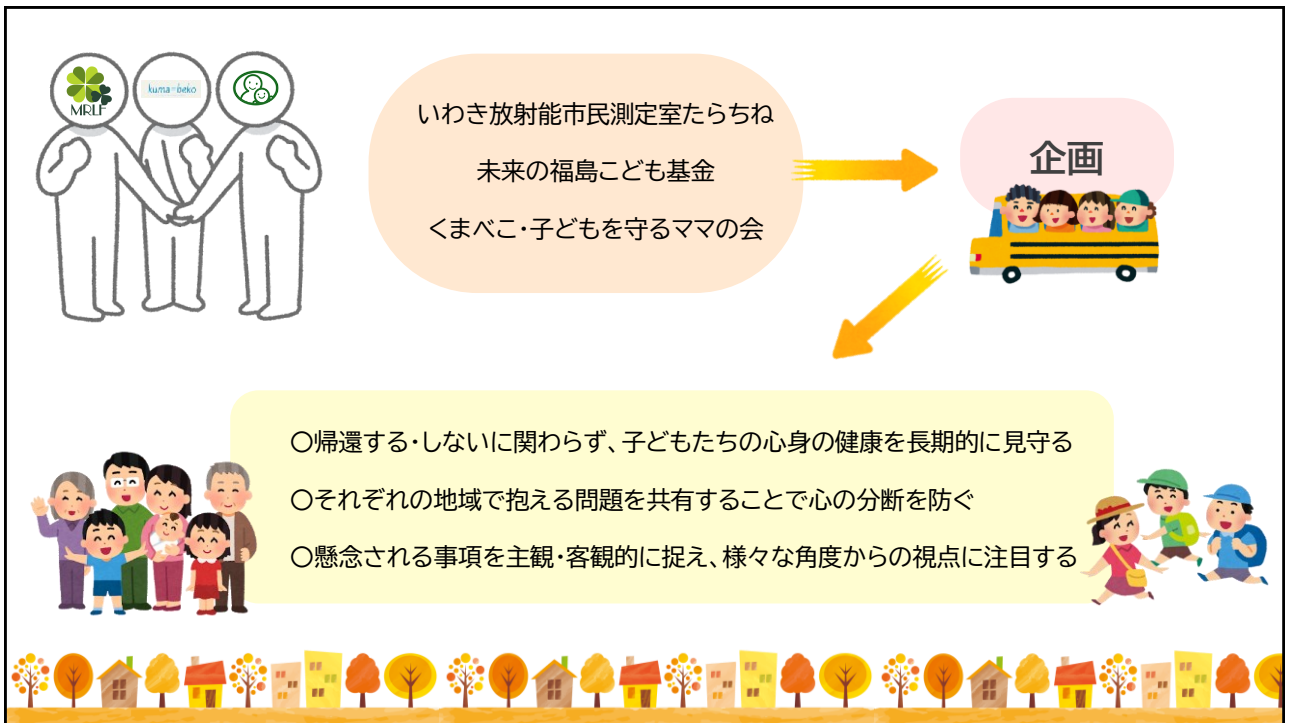 MRLF
kuma-beko
いわき放射能市民測定室たらちね
未来の福島こども基金
くまべこ・子どもを守るママの会
企画
〇帰還する・しないに関わらず、子どもたちの心身の健康を長期的に見守る
〇それぞれの地域で抱える問題を共有することで心の分断を防ぐ
〇懸念される事項を主観・客観的に捉え、様々な角度からの視点に注目する